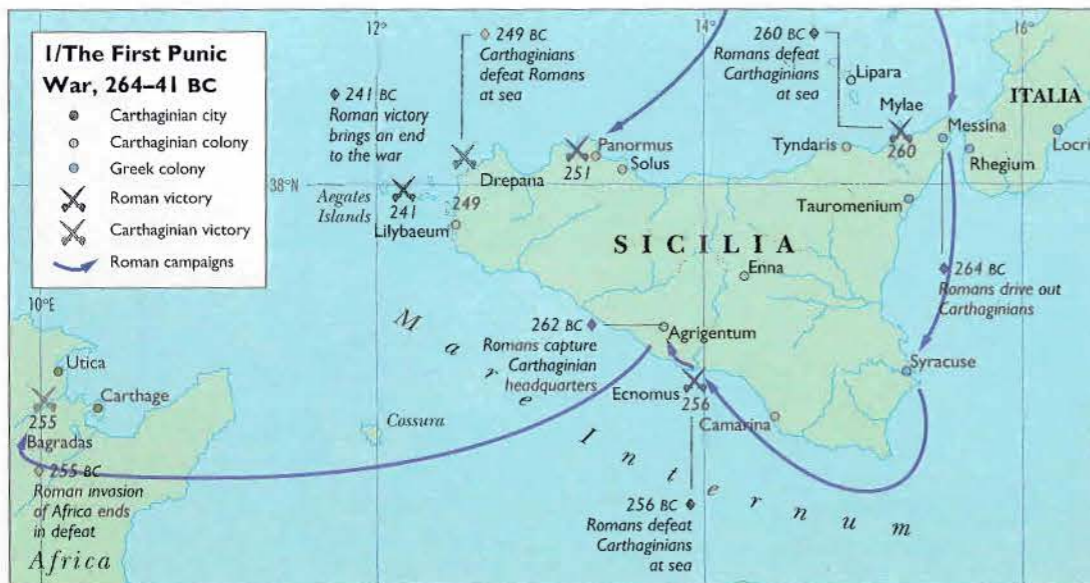 1/The First Punic
War, 264–41 BC
Carthaginian city
Carthaginian colony
Greek colony
Roman victory
Carthaginian victory
Roman campaigns
12
14
16
249 BC
Carthaginians
defeat Romans
at sea
260 BC
Romans defeat
Carthaginians
at sea
241 BC
Roman victory
brings an end
to the war
Lipara
ITALIA
Mylae
260
Messina
Locri
Rhegium
Tyndaris
Panormus
251
Solus
Drepana
38°N
Aegates
Islands
241
249
Lilybaeum
Tauromenium
SICILIA
Enna
264 BC
Romans drive out
Carthaginians
10°E
262 BC
Romans capture
Carthaginian
headquarters
Agrigentum
Mare Internum
Utica
Carthage
255
Bagradas
Syracuse
Ecnomus
256
Camarina
Cossura
255 BC
Roman invasion
of Africa ends
in defeat
256 BC
Romans defeat
Carthaginians
at sea
Africa